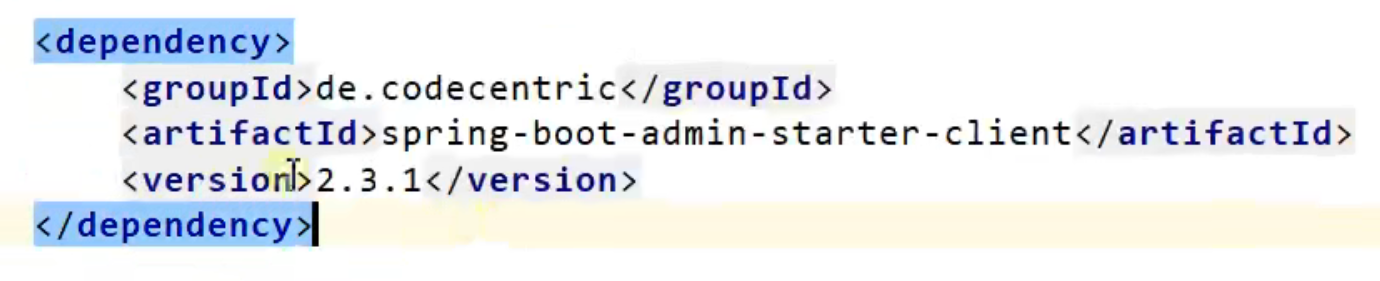 <dependency>
    <groupId>de.codecentric</groupId>
    <artifactId>spring-boot-admin-starter-client</artifactId>
    <version>2.3.1</version>
</dependency>